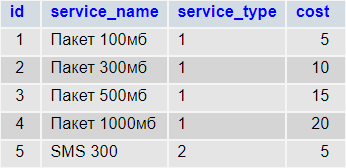 id service_name service_type cost
1 Пакет 100мб 1 5
2 Пакет 300мб 1 10
3 Пакет 500мб 1 15
4 Пакет 1000мб 1 20
5 SMS 300 2 5